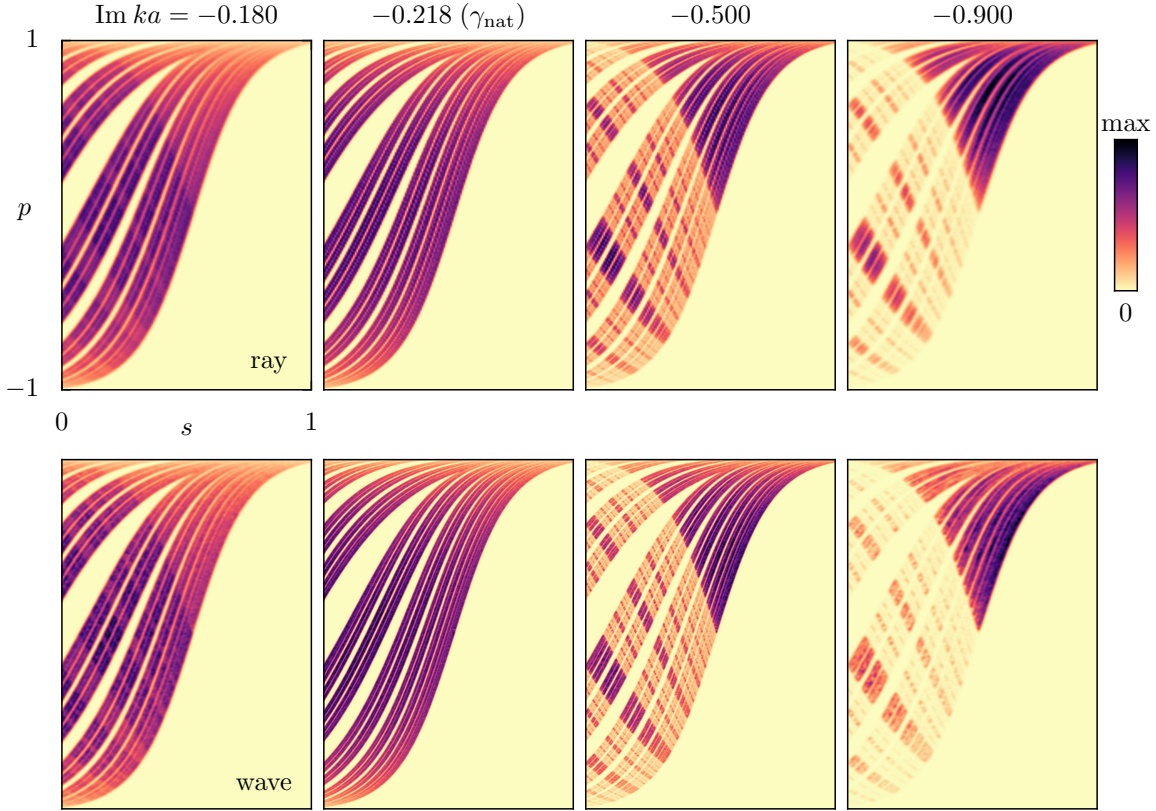 Im ka = −0.180
−0.218 (γnat)
−0.500
−0.900
1
p
−1
ray
max
0
0
s
1
wave